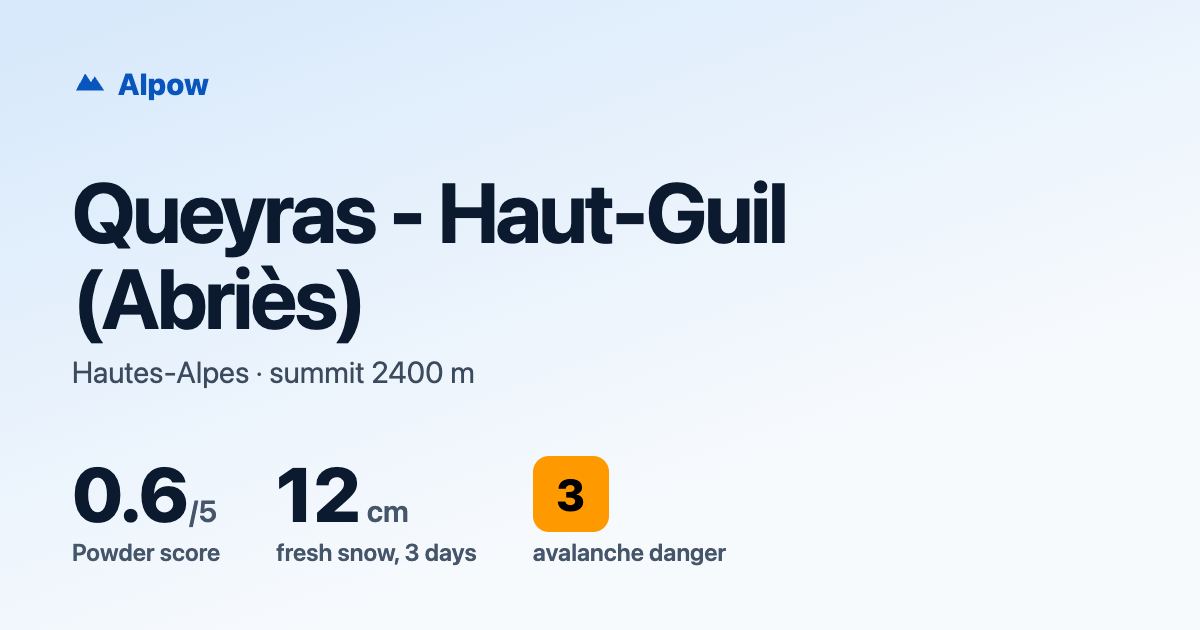 Alpow
Queyras - Haut-Guil
(Abriès)
Hautes-Alpes · summit 2400 m
0.6/5 12 cm 3
Powder score fresh snow, 3 days avalanche danger